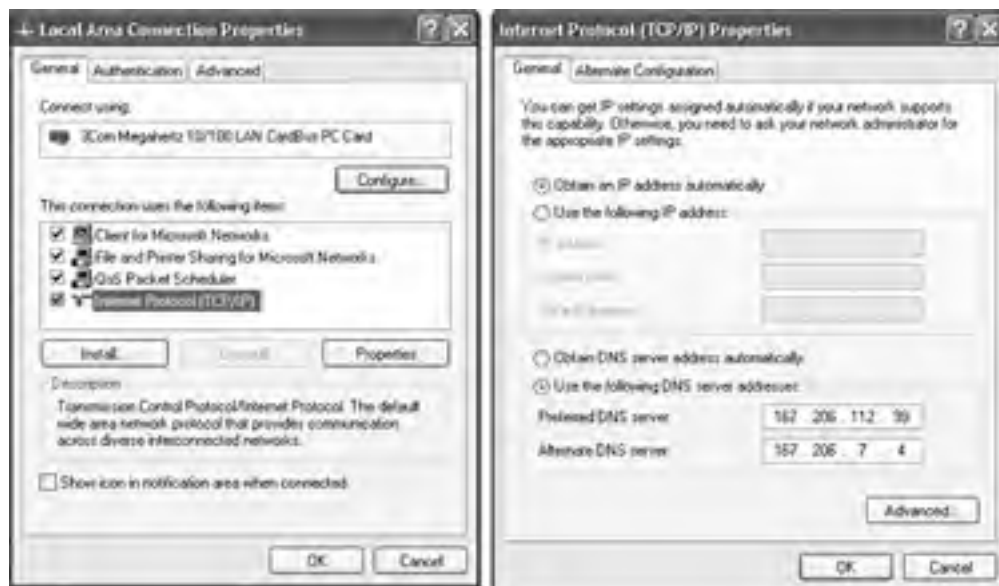 Local Area Connection Properties
General Authentication Advanced
Connect using:
3Com Megahertz 10/100 LAN CardBus PC Card
Configure...
This connection uses the following items:
Client for Microsoft Networks
File and Printer Sharing for Microsoft Networks
QoS Packet Scheduler
Internet Protocol (TCP/IP)
Install... Uninstall Properties
Description
Transmission Control Protocol/Internet Protocol. The default
wide area network protocol that provides communication
across diverse interconnected networks.
Show icon in notification area when connected
OK Cancel
Internet Protocol (TCP/IP) Properties
General Alternate Configuration
You can get IP settings assigned automatically if your network supports
this capability. Otherwise, you need to ask your network administrator for
the appropriate IP settings.
Obtain an IP address automatically
Use the following IP address:
IP address:
Obtain DNS server address automatically
Use the following DNS server addresses:
Preferred DNS server:
167 . 206 . 112 .
Alternate DNS server:
167 . 206 . 7 . 4
Advanced...
OK Cancel